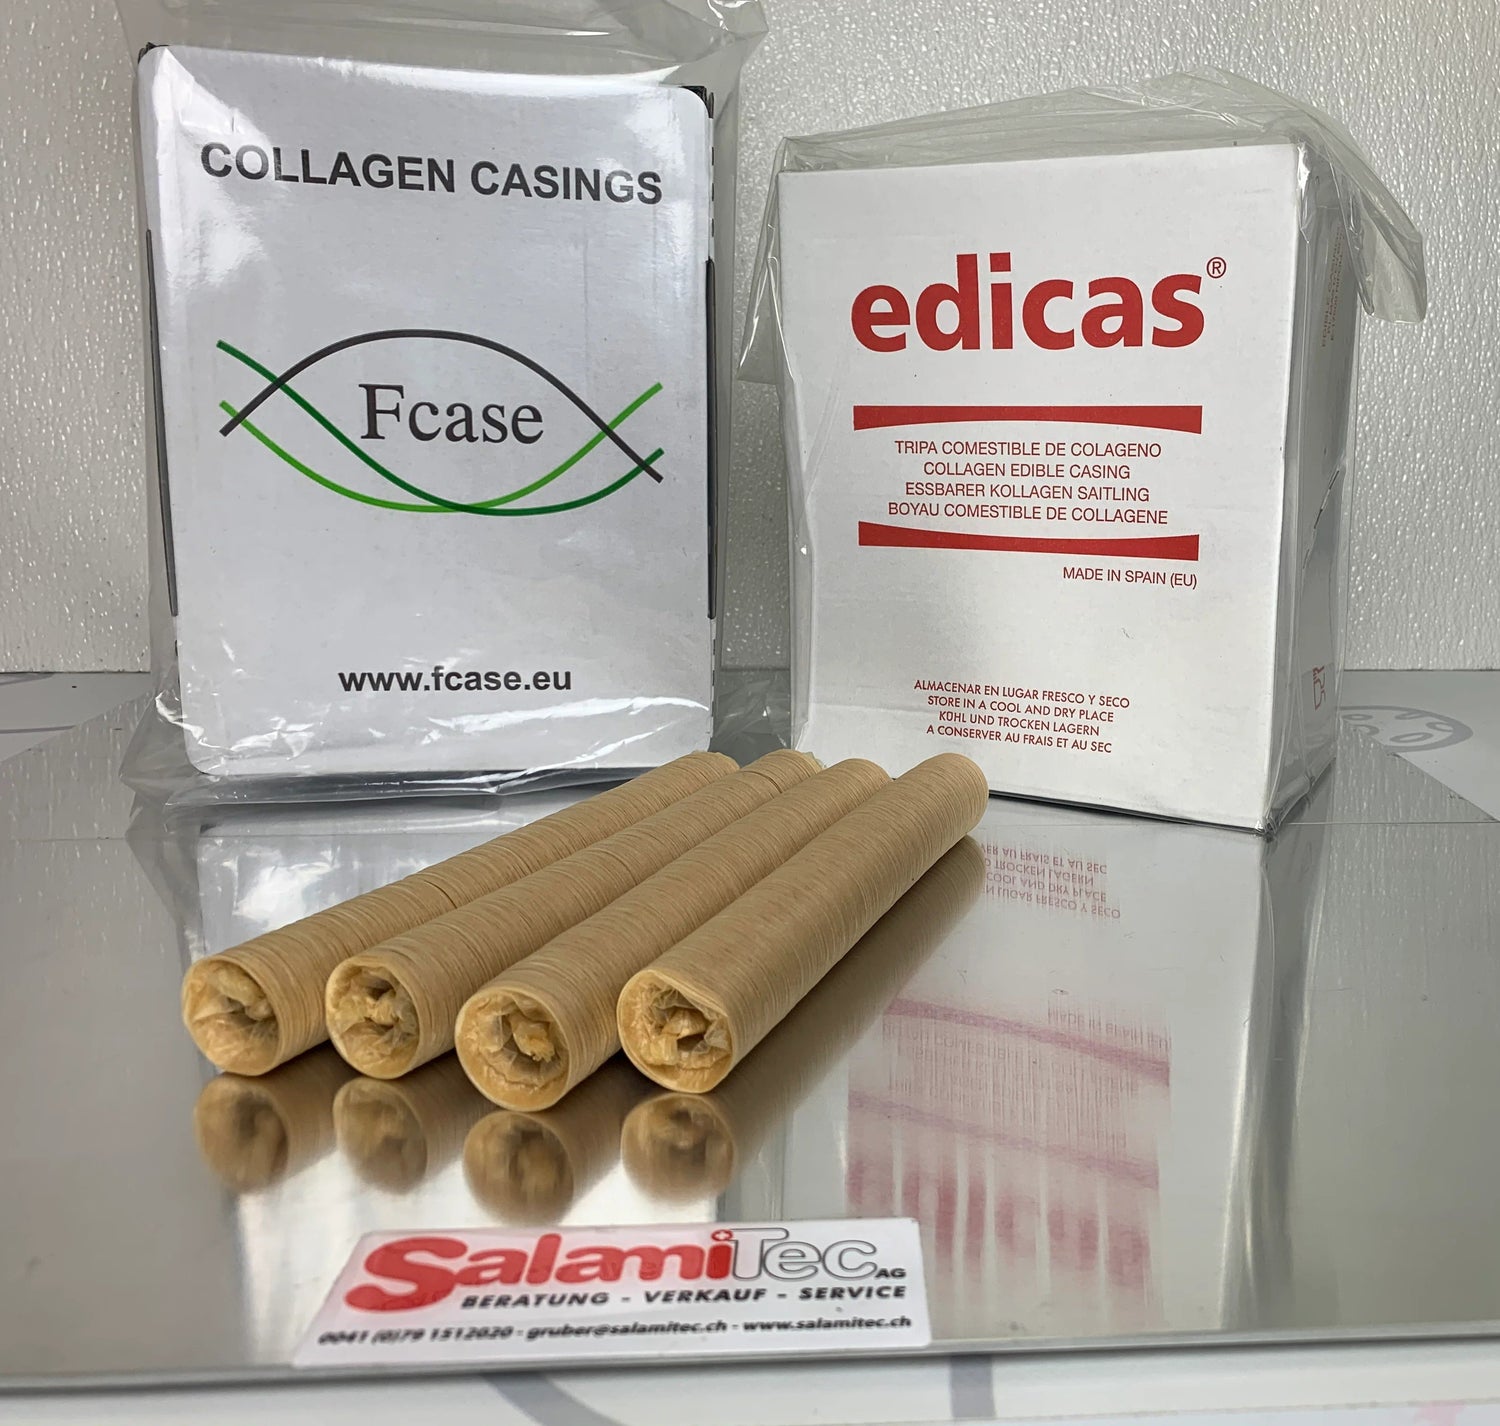 COLLAGEN CASINGS
Fcase
www.fcase.eu
edicas®
TRIPA COMESTIBLE DE COLAGENO
COLLAGEN EDIBLE CASING
ESSBARER KOLLAGEN SAITLING
BOYAU COMESTIBLE DE COLLAGENE
MADE IN SPAIN (EU)
ALMACENAR EN LUGAR FRESCO Y SECO
STORE IN A COOL AND DRY PLACE
KÜHL UND TROCKEN LAGERN
A CONSERVER AU FRAIS ET AU SEC
SalamiTec AG
BERATUNG - VERKAUF - SERVICE
0041 (0)79 1512020 - gruber@salamitec.ch - www.salamitec.ch